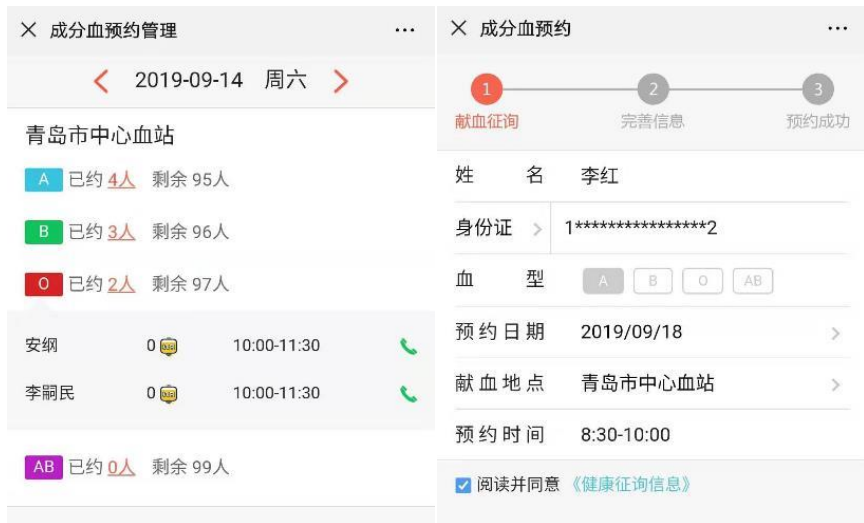 成分血预约管理
2019-09-14 周六
青岛市中心血站
A 已约 4人 剩余 95人
B 已约 3人 剩余 96人
O 已约 2人 剩余 97人
安纲 0 10:00-11:30
李嗣民 0 10:00-11:30
AB 已约 0人 剩余 99人
成分血预约
1 2 3
献血征询 完善信息 预约成功
姓名 李红
身份证 1****************2
血型 A B O AB
预约日期 2019/09/18
献血地点 青岛市中心血站
预约时间 8:30-10:00
阅读并同意 《健康征询信息》